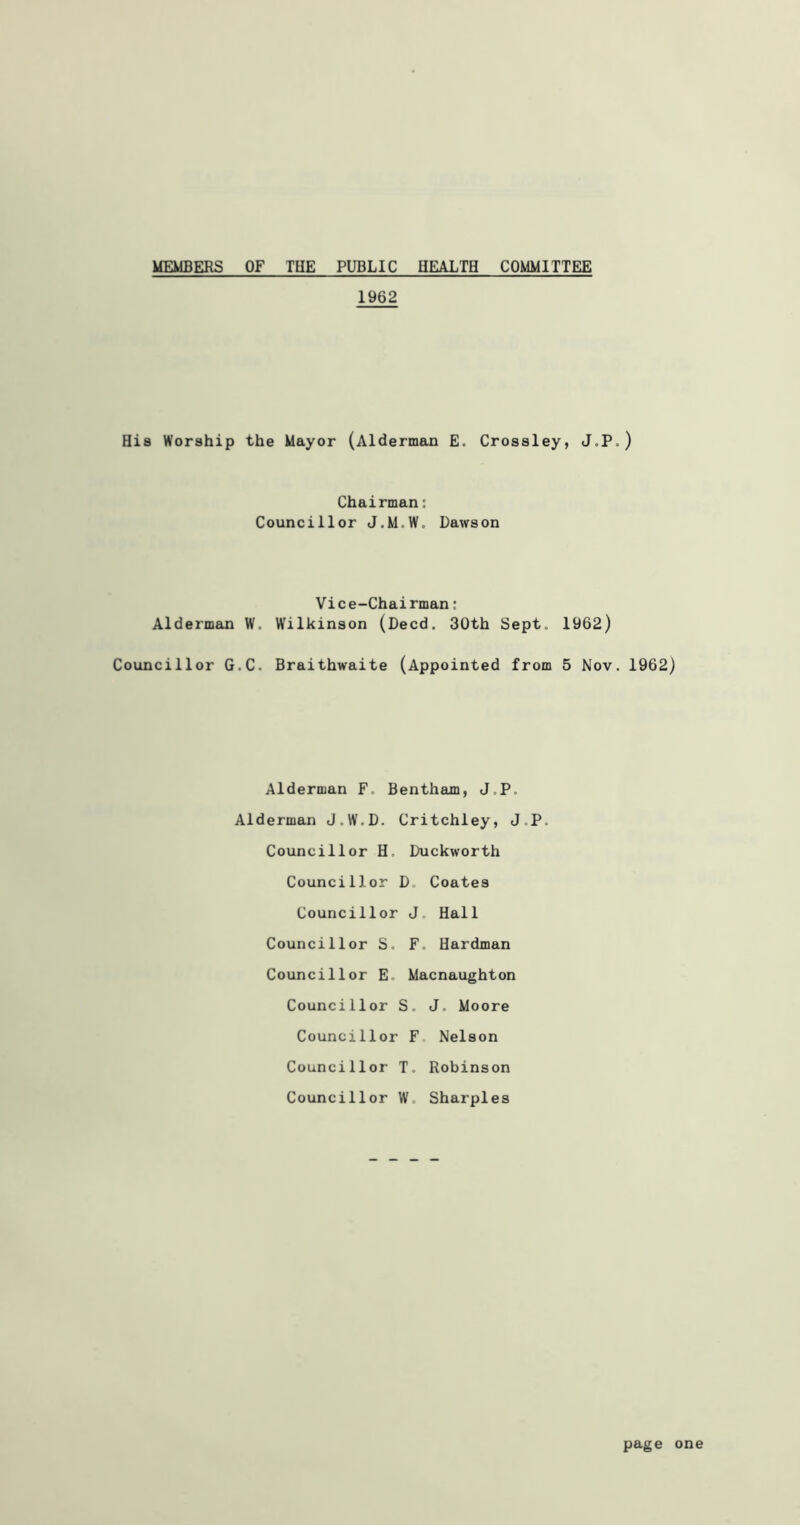 MEMBERS OF THE PUBLIC HEALTH COMMITTEE
1962
His Worship the Mayor (Alderman E. Crossley, J.P.)
Chairman:
Councillor J.M.W. Dawson
Vice-Chairman:
Alderman W. Wilkinson (Decd. 30th Sept. 1962)
Councillor G.C. Braithwaite (Appointed from 5 Nov. 1962)
Alderman F. Bentham, J.P.
Alderman J.W.D. Critchley, J.P.
Councillor H. Duckworth
Councillor D. Coates
Councillor J. Hall
Councillor S. F. Hardman
Councillor E. Macnaughton
Councillor S. J. Moore
Councillor F. Nelson
Councillor T. Robinson
Councillor W. Sharples
- - - -
page one